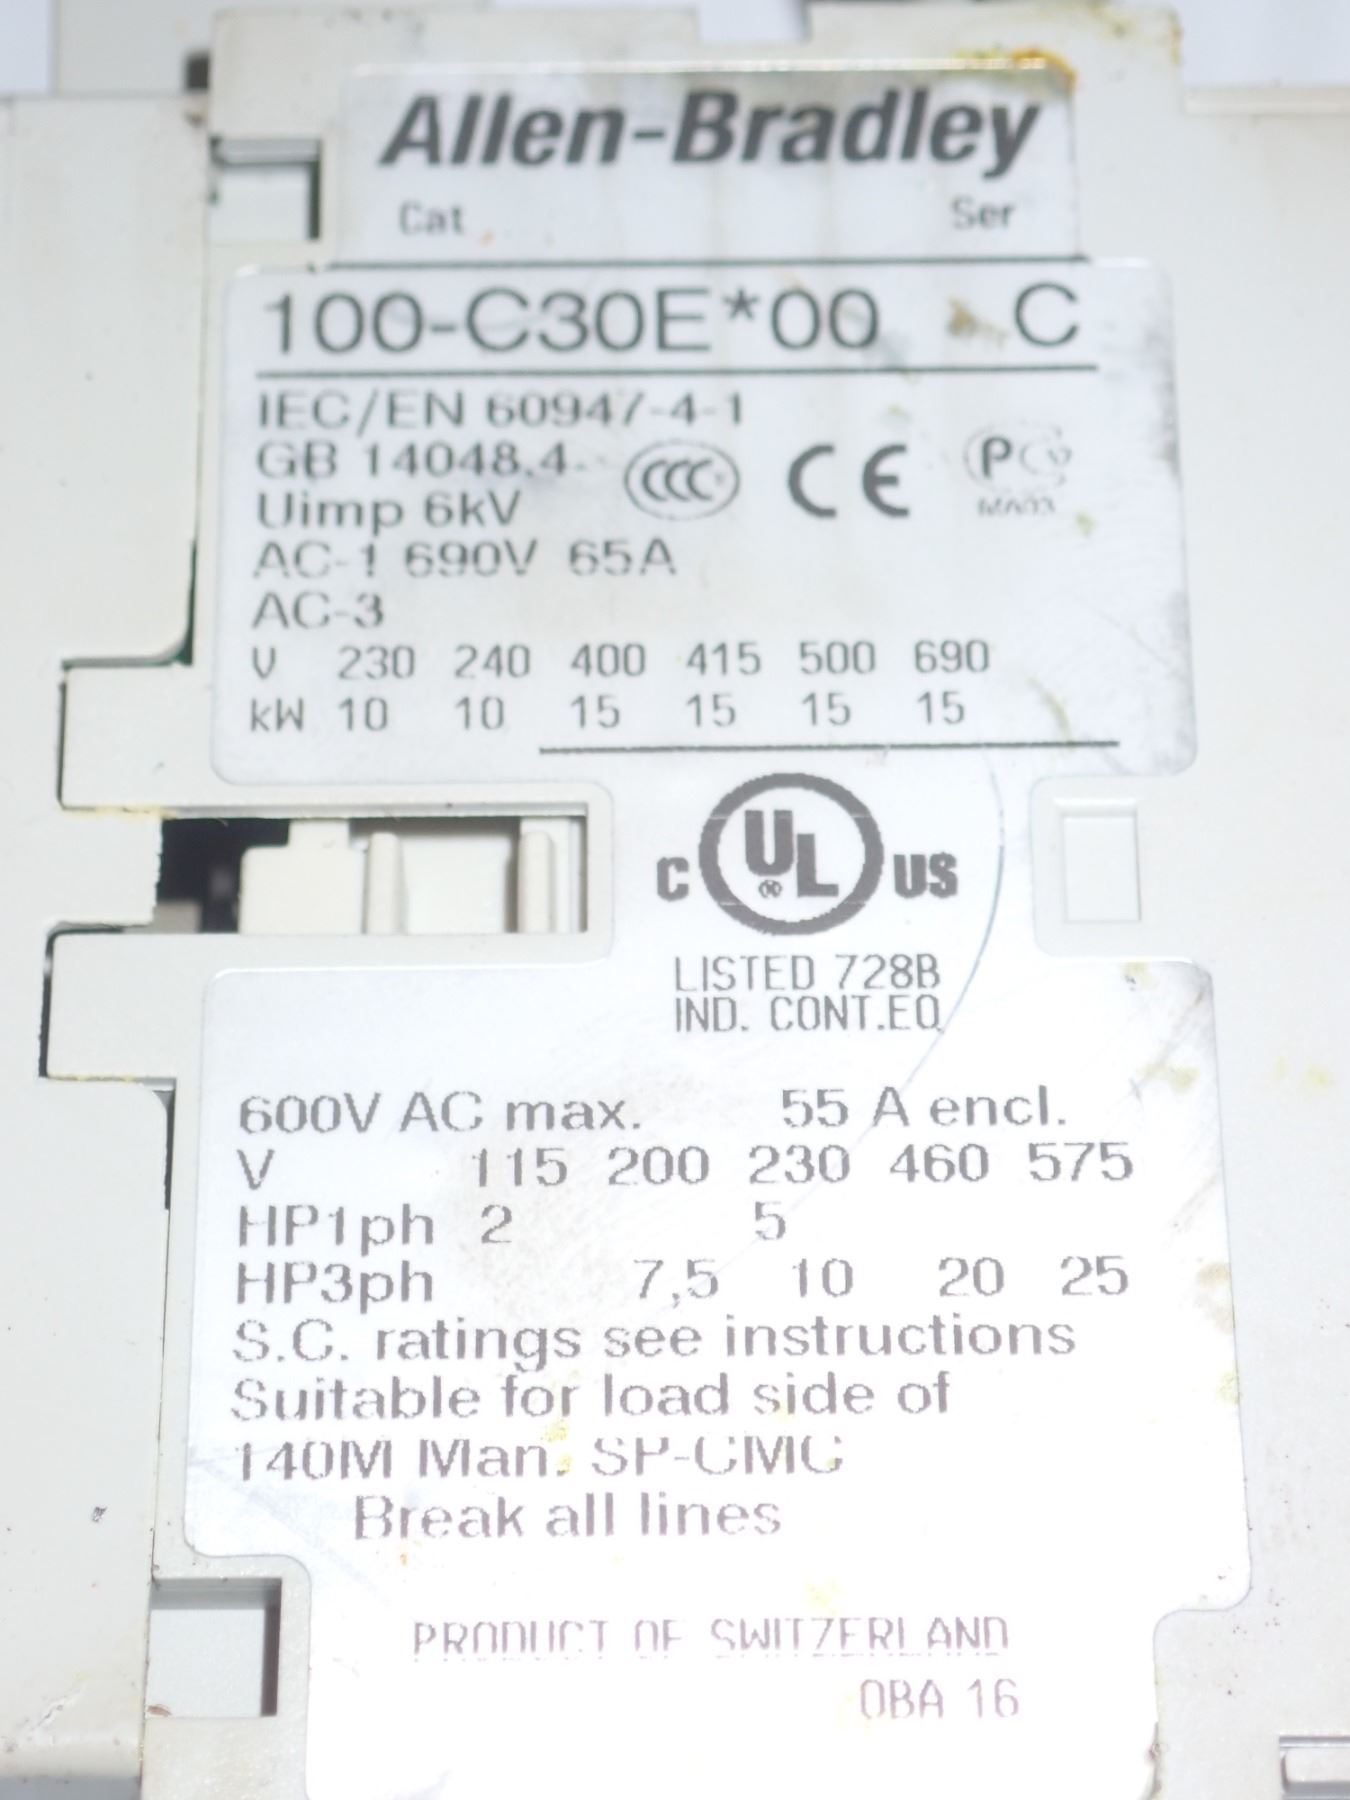 Allen-Bradley
Cat Ser
100-C30E*00 C
IEC/EN 60947-4-1
GB 14048.4
CCC CE
Uimp 6kV
AC-1 690V 65A
AC-3
V 230 240 400 415 500 690
kW 10 10 15 15 15 15
C UL ® US
LISTED 728B
IND. CONT.EQ
600V AC max. 55 A encl.
V 115 200 230 460 575
HP1ph 2 5
HP3ph 7,5 10 20 25
S.C. ratings see instructions
Suitable for load side of
140M Man. SP-CMC
Break all lines
PRODUCT OF SWITZERLAND
OBA 16